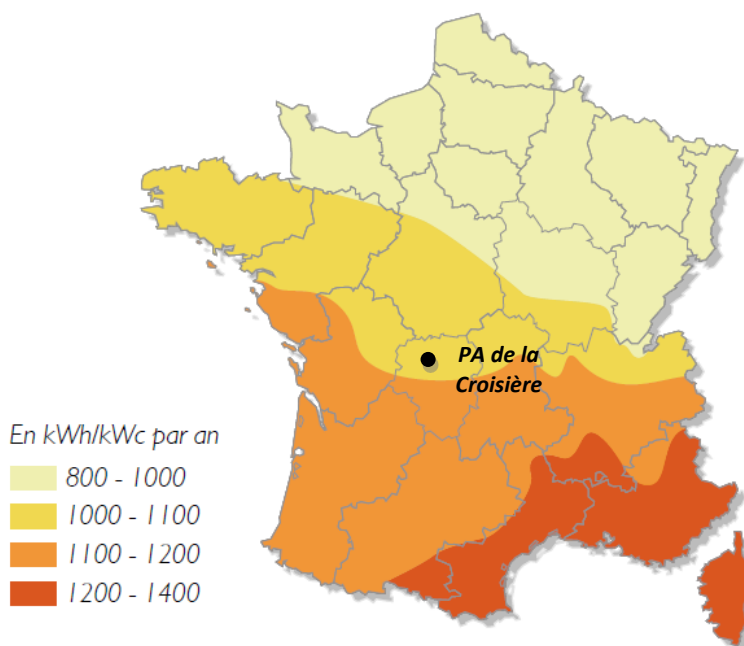 PA de la
Croisière
En kWh/kWc par an
800 - 1000
1000 - 1100
1100 - 1200
1200 - 1400